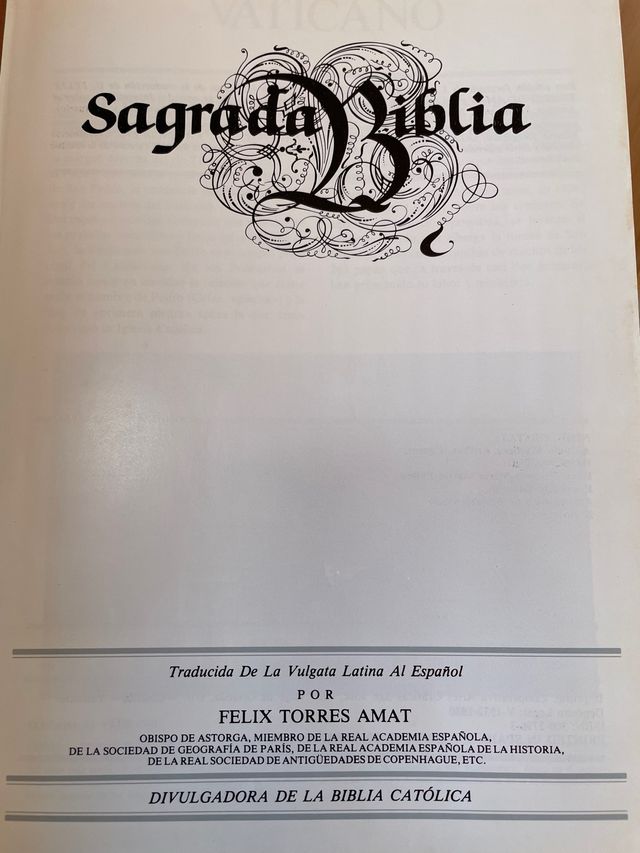 VATICANO
Sagrada Biblia
Traducida De La Vulgata Latina Al Español
POR
FELIX TORRES AMAT
OBISPO DE ASTORGA, MIEMBRO DE LA REAL ACADEMIA ESPAÑOLA,
DE LA SOCIEDAD DE GEOGRAFÍA DE PARÍS, DE LA REAL ACADEMIA ESPAÑOLA DE LA HISTORIA,
DE LA REAL SOCIEDAD DE ANTIGÜEDADES DE COPENHAGUE, ETC.
DIVULGADORA DE LA BIBLIA CATÓLICA